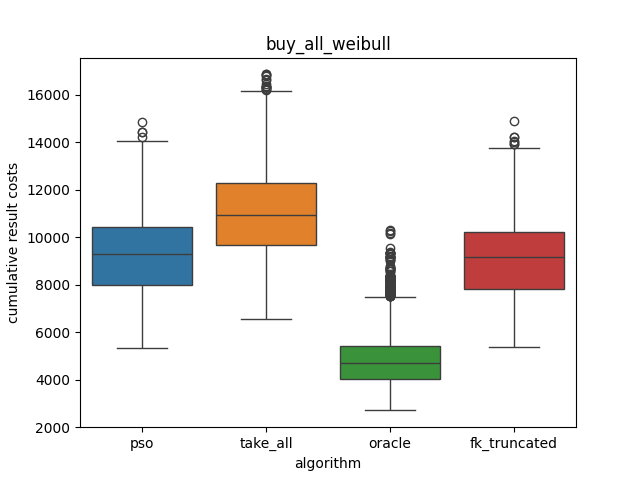 buy_all_weibull
cumulative result costs
16000
14000
12000
10000
8000
6000
4000
2000
pso take_all oracle fk_truncated
algorithm